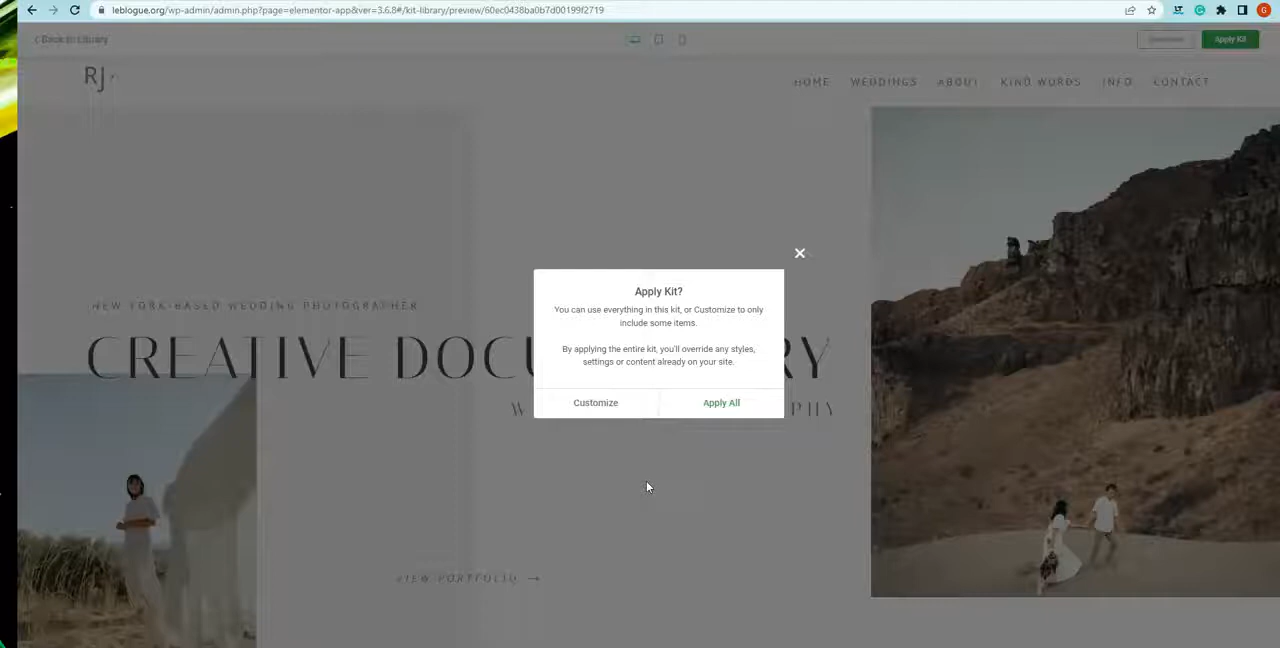 leblogue.org/wp-admin/admin.php?page=elementor-app&ver=3.6.8#/kit-library/preview/60ec0438ba0b7d00199f2719
G
Back to Library
Apply Kit
RJ
HOME WEDDINGS ABOUT KIND WORDS INFO CONTACT
Apply Kit?
You can use everything in this kit, or Customize to only
include some items.
By applying the entire kit, you'll override any styles,
settings or content already on your site.
Customize Apply All
NEW YORK-BASED WEDDING PHOTOGRAPHER
CREATIVE
VIEW PORTFOLIO →